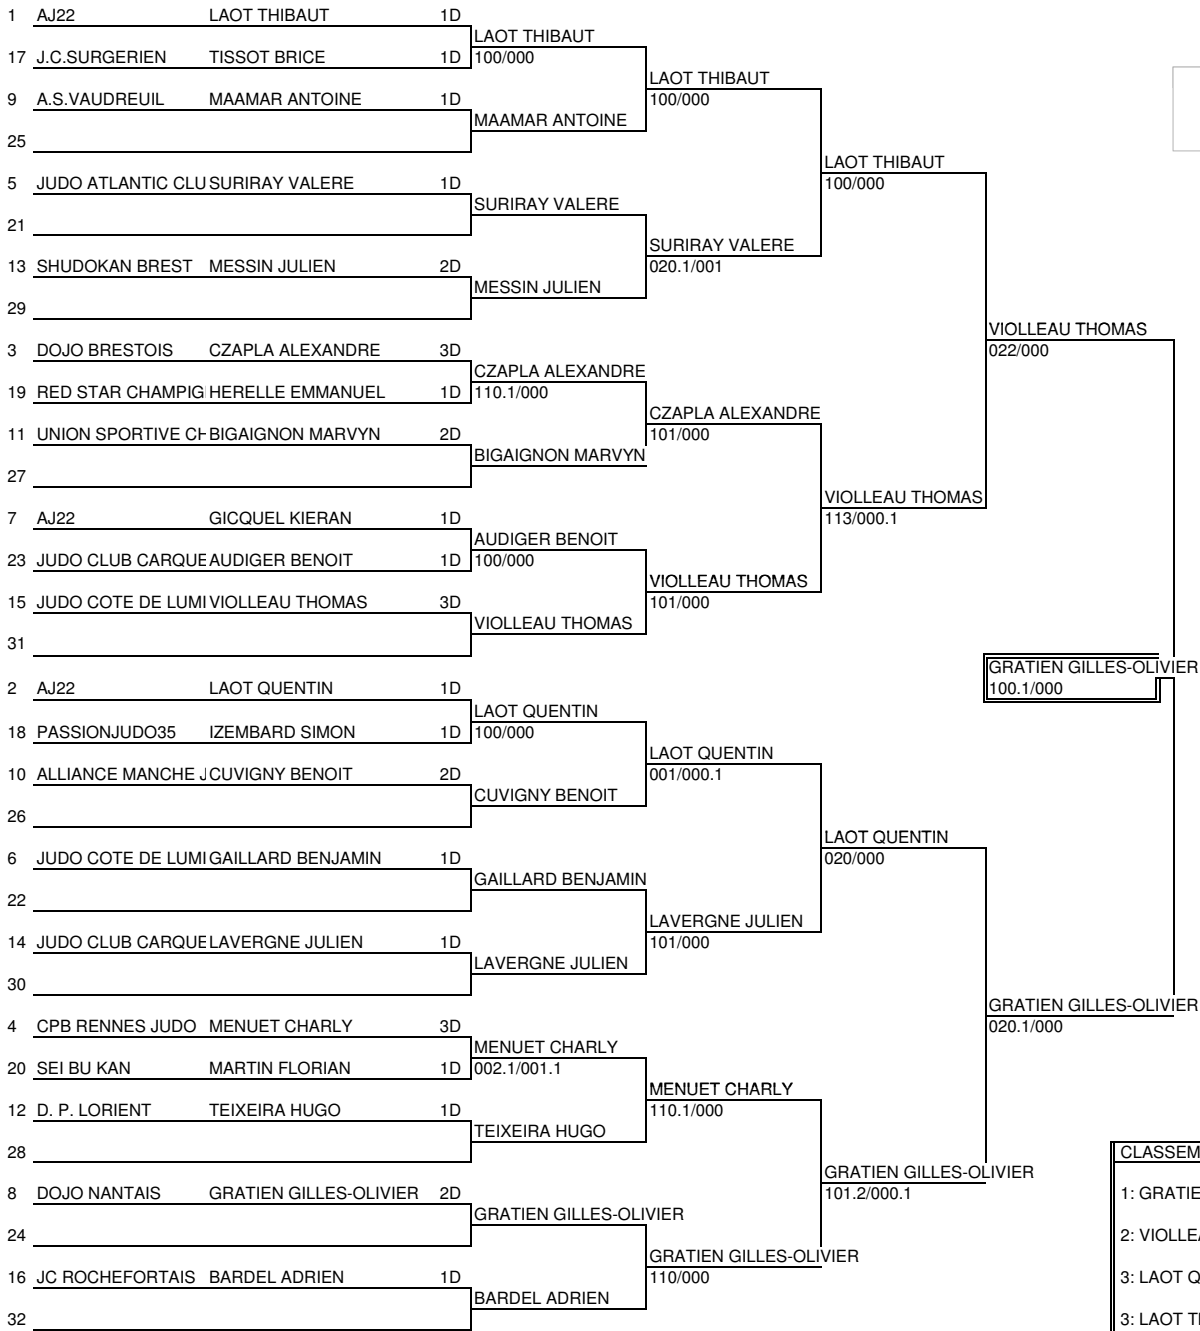 1 AJ22 LAOT THIBAUT 1D
LAOT THIBAUT
17 J.C.SURGERIEN TISSOT BRICE 1D 100/000
LAOT THIBAUT
9 A.S.VAUDREUIL MAAMAR ANTOINE 1D 100/000
MAAMAR ANTOINE
25
LAOT THIBAUT
5 JUDO ATLANTIC CLU SURIRAY VALERE 1D 100/000
SURIRAY VALERE
21
SURIRAY VALERE
13 SHUDOKAN BREST MESSIN JULIEN 2D 020.1/001
MESSIN JULIEN
29
VIOLLEAU THOMAS
3 DOJO BRESTOIS CZAPLA ALEXANDRE 3D 022/000
CZAPLA ALEXANDRE
19 RED STAR CHAMPIG HERELLE EMMANUEL 1D 110.1/000
CZAPLA ALEXANDRE
11 UNION SPORTIVE CH BIGAIGNON MARVYN 2D 101/000
BIGAIGNON MARVYN
27
VIOLLEAU THOMAS
7 AJ22 GICQUEL KIERAN 1D 113/000.1
AUDIGER BENOIT
23 JUDO CLUB CARQUE AUDIGER BENOIT 1D 100/000
VIOLLEAU THOMAS
15 JUDO COTE DE LUMI VIOLLEAU THOMAS 3D 101/000
VIOLLEAU THOMAS
31
GRATIEN GILLES-OLIVIER
2 AJ22 LAOT QUENTIN 1D 100.1/000
LAOT QUENTIN
18 PASSIONJUDO35 IZEMBARD SIMON 1D 100/000
LAOT QUENTIN
10 ALLIANCE MANCHE J CUVIGNY BENOIT 2D 001/000.1
CUVIGNY BENOIT
26
LAOT QUENTIN
6 JUDO COTE DE LUMI GAILLARD BENJAMIN 1D 020/000
GAILLARD BENJAMIN
22
LAVERGNE JULIEN
14 JUDO CLUB CARQUE LAVERGNE JULIEN 1D 101/000
LAVERGNE JULIEN
30
GRATIEN GILLES-OLIVIER
4 CPB RENNES JUDO MENUET CHARLY 3D 020.1/000
MENUET CHARLY
20 SEI BU KAN MARTIN FLORIAN 1D 002.1/001.1
MENUET CHARLY
12 D. P. LORIENT TEIXEIRA HUGO 1D 110.1/000
TEIXEIRA HUGO
28 CLASSEM
GRATIEN GILLES-OLIVIER
8 DOJO NANTAIS GRATIEN GILLES-OLIVIER 2D 101.2/000.1 1: GRATIE
GRATIEN GILLES-OLIVIER
24 2: VIOLLEA
GRATIEN GILLES-OLIVIER
16 JC ROCHEFORTAIS BARDEL ADRIEN 1D 110/000 3: LAOT Q
BARDEL ADRIEN
32 3: LAOT T